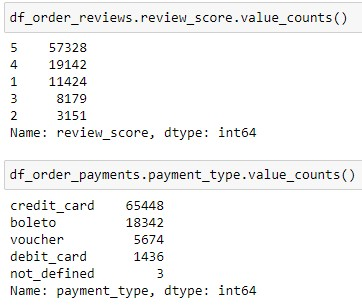 df_order_reviews.review_score.value_counts()
5    57328
4    19142
1    11424
3     8179
2     3151
Name: review_score, dtype: int64
df_order_payments.payment_type.value_counts()
credit_card    65448
boleto         18342
voucher         5674
debit_card      1436
not_defined        3
Name: payment_type, dtype: int64